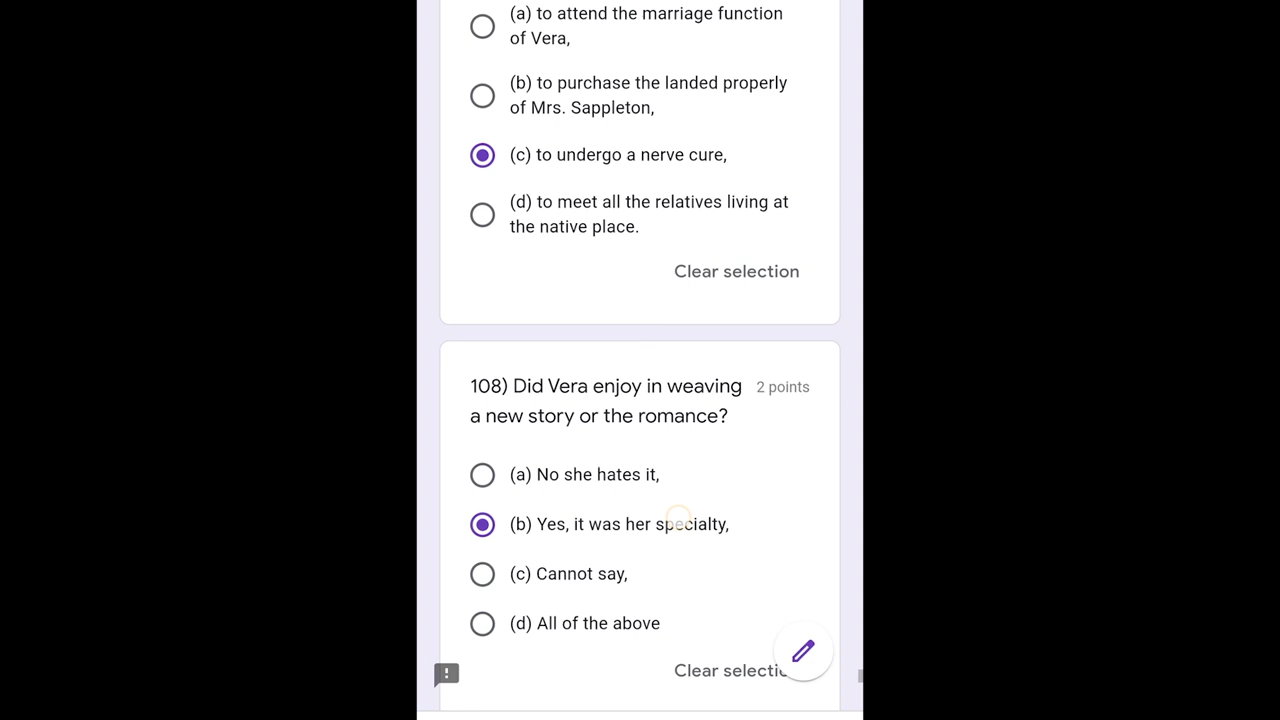 (a) to attend the marriage function
of Vera,
(b) to purchase the landed properly
of Mrs. Sappleton,
(c) to undergo a nerve cure,
(d) to meet all the relatives living at
the native place.
Clear selection
108) Did Vera enjoy in weaving 2 points
a new story or the romance?
(a) No she hates it,
(b) Yes, it was her specialty,
(c) Cannot say,
(d) All of the above
Clear selectio